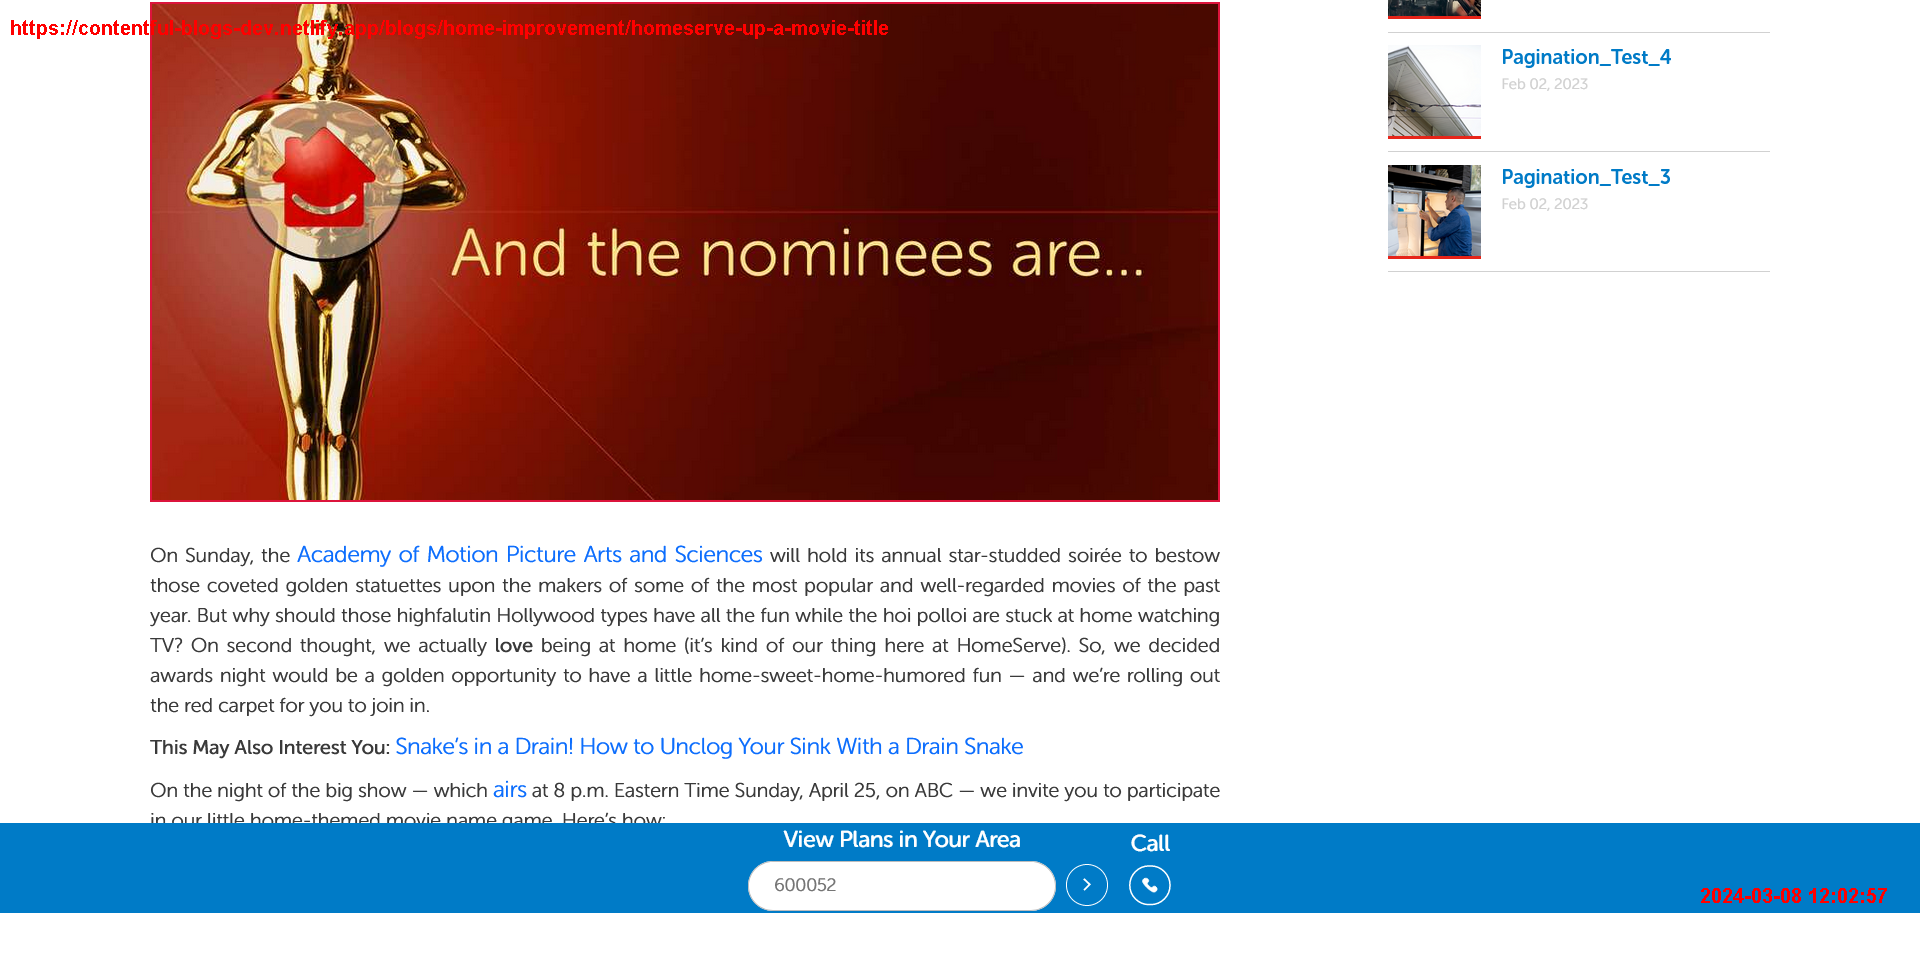 https://contentful-blogs-dev.netlify.app/blogs/home-improvement/homeserve-up-a-movie-title
And the nominees are...
Pagination_Test_4
Feb 02, 2023
Pagination_Test_3
Feb 02, 2023
On Sunday, the Academy of Motion Picture Arts and Sciences will hold its annual star-studded soirée to bestow
those coveted golden statuettes upon the makers of some of the most popular and well-regarded movies of the past
year. But why should those highfalutin Hollywood types have all the fun while the hoi polloi are stuck at home watching
TV? On second thought, we actually love being at home (it’s kind of our thing here at HomeServe). So, we decided
awards night would be a golden opportunity to have a little home-sweet-home-humored fun — and we’re rolling out
the red carpet for you to join in.
This May Also Interest You: Snake’s in a Drain! How to Unclog Your Sink With a Drain Snake
On the night of the big show — which airs at 8 p.m. Eastern Time Sunday, April 25, on ABC — we invite you to participate
in our little home-themed movie name game. Here’s how:
View Plans in Your Area
Call
600052
2024-03-08 12:02:57